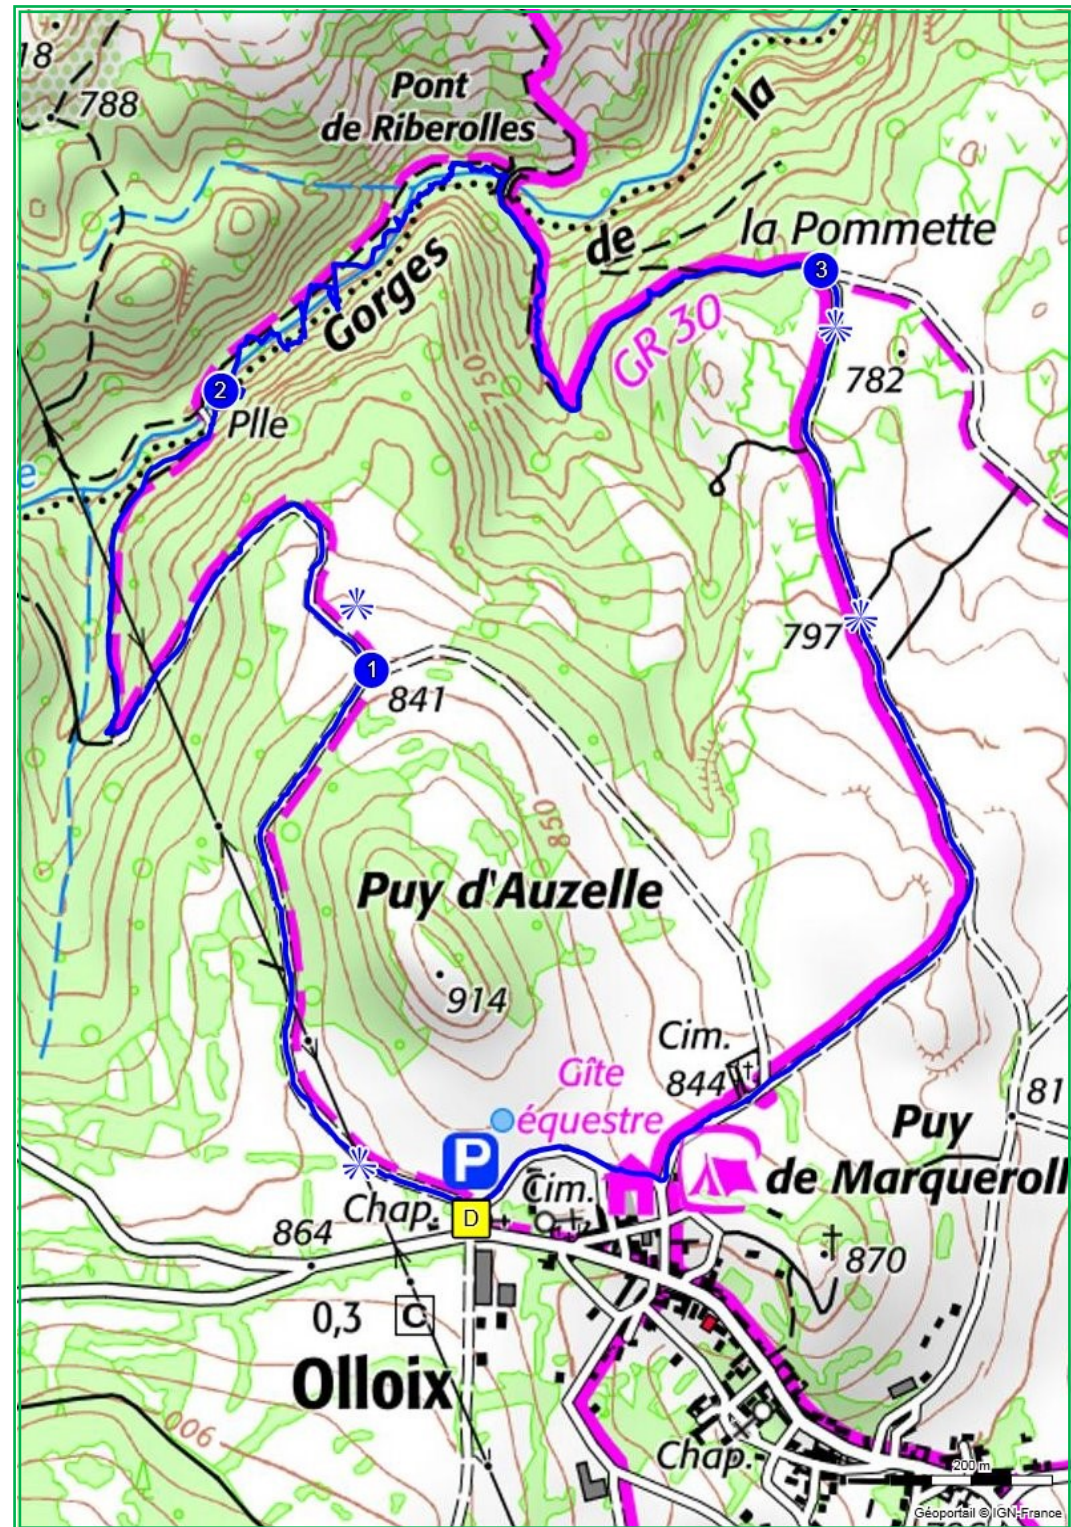 18
788
Pont
de Riberolles
la
de
la Pommette
3
Gorges
GR 30
750
782
2
Plle
e
797
1
841
850
Puy d'Auzelle
914
Cim.
844
Gîte
équestre
81
Puy
de Marqueroll
P
Cim.
Chap.
D
864
870
0,3
C
Olloix
900
Chap.
200 m
Géoportail © IGN-France